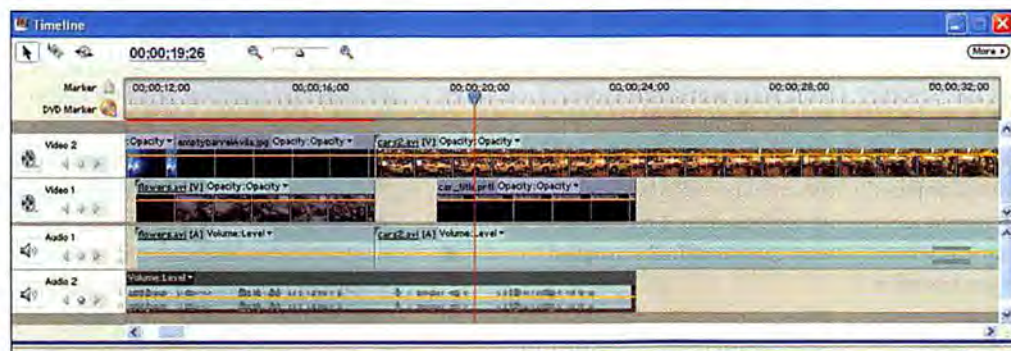 Timeline
00;00;19;26
More
Marker 00;00;12;00 00;00;16;00 00;00;20;00 00;00;24;00 00;00;28;00 00;00;32;00
DVD Marker
Video 2
:Opacity emptybarrel4vila.jpg Opacity:Opacity cars2.avi [V] Opacity:Opacity
Video 1
flowers.avi [V] Opacity:Opacity car_title.prtl Opacity:Opacity
Audio 1
flowers.avi [A] Volume:Level cars2.avi [A] Volume:Level
Audio 2
Volume:Level